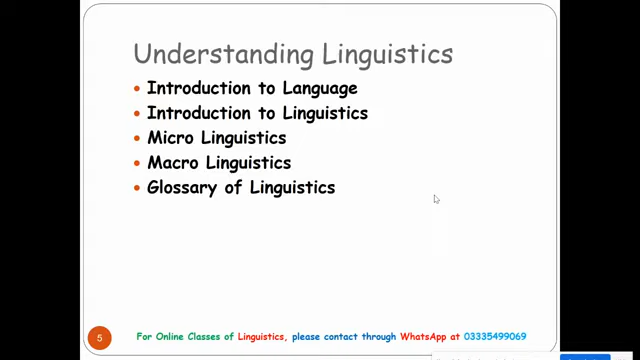 Understanding Linguistics
Introduction to Language
Introduction to Linguistics
Micro Linguistics
Macro Linguistics
Glossary of Linguistics
5
For Online Classes of Linguistics, please contact through WhatsApp at 03335499069